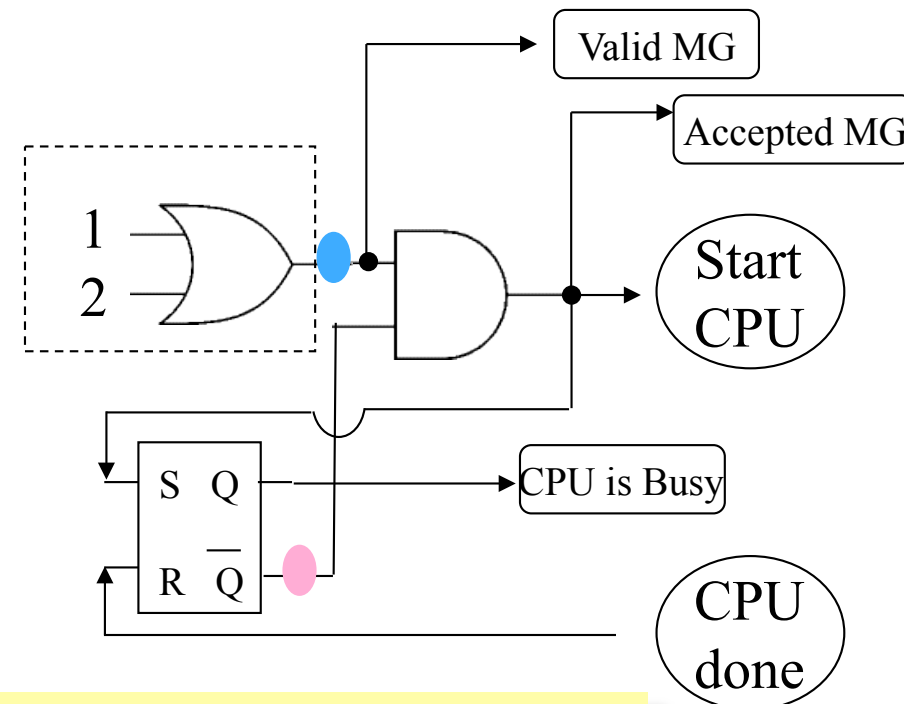 Valid MG
Accepted MG
1
2
Start
CPU
S Q
CPU is Busy
R Q̅
CPU
done